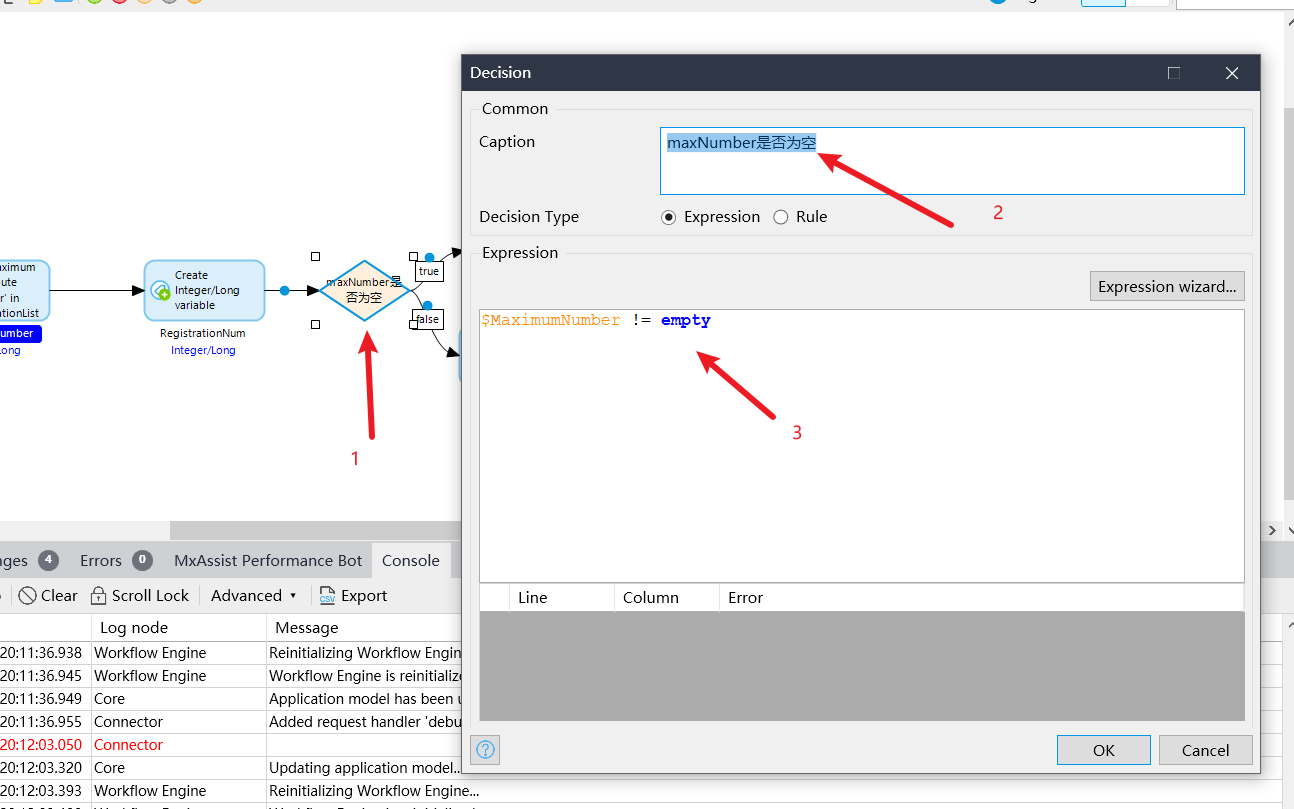 Decision
Common
Caption
maxNumber是否为空
2
Decision Type
Expression
Rule
Expression
Expression wizard...
$MaximumNumber != empty
3
ximum
ute
r' in
ationList
umber
ong
Create
Integer/Long
variable
RegistrationNum
Integer/Long
maxNumber是
否为空
true
false
1
Line
Column
Error
OK
Cancel
nges
4
Errors
0
MxAssist Performance Bot
Console
Clear
Scroll Lock
Advanced
CSV
Export
Log node
Message
20:11:36.938 Workflow Engine Reinitializing Workflow Engin
20:11:36.945 Workflow Engine Workflow Engine is reinitialize
20:11:36.949 Core Application model has been u
20:11:36.955 Connector Added request handler 'debu
20:12:03.050 Connector
20:12:03.320 Core Updating application model...
20:12:03.393 Workflow Engine Reinitializing Workflow Engine...